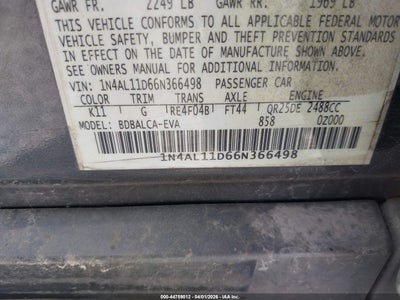 GAWR FR. 2249 LB GAWR RR. 1969 LB
THIS VEHICLE CONFORMS TO ALL APPLICABLE FEDERAL MOTOR
VEHICLE SAFETY, BUMPER AND THEFT PREVENTION STANDARDS
IN EFFECT ON THE DATE OF MANUFACTURE SHOWN ABOVE.
SEE OWNERS MANUAL FOR ADDITIONAL INFORMATION.
VIN: 1N4AL11D66N366498 PASSENGER CAR
COLOR TRIM TRANS AXLE ENGINE
K11 G RE4F04B FT44 QR25DE 2488CC
MODEL: BDBALCA-EVA 858 0Z000
1N4AL11D66N366498
000-44759012 - 04/01/2026 - IAA, Inc.